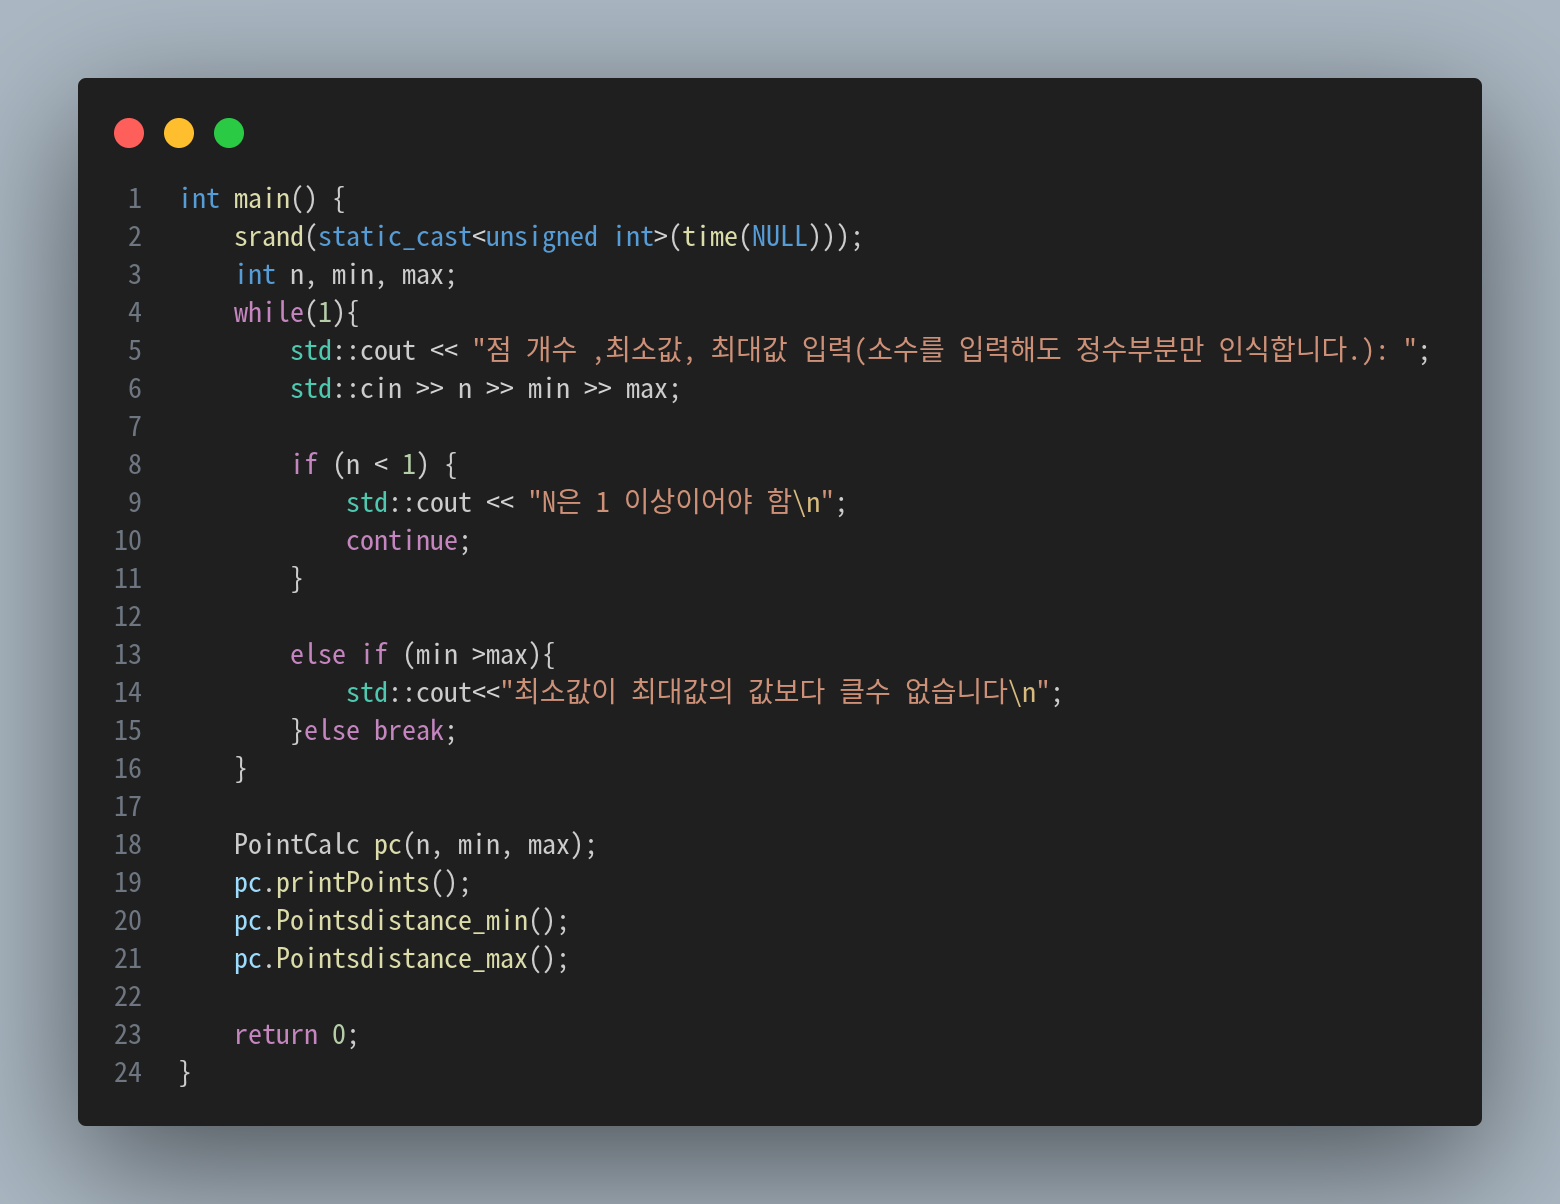 1 int main() {
2 srand(static_cast<unsigned int>(time(NULL)));
3 int n, min, max;
4 while(1){
5 std::cout << "점 개수 ,최소값, 최대값 입력(소수를 입력해도 정수부분만 인식합니다.): ";
6 std::cin >> n >> min >> max;
7
8 if (n < 1) {
9 std::cout << "N은 1 이상이어야 함\n";
10 continue;
11 }
12
13 else if (min >max){
14 std::cout<<"최소값이 최대값의 값보다 클수 없습니다\n";
15 }else break;
16 }
17
18 PointCalc pc(n, min, max);
19 pc.printPoints();
20 pc.Pointsdistance_min();
21 pc.Pointsdistance_max();
22
23 return 0;
24 }